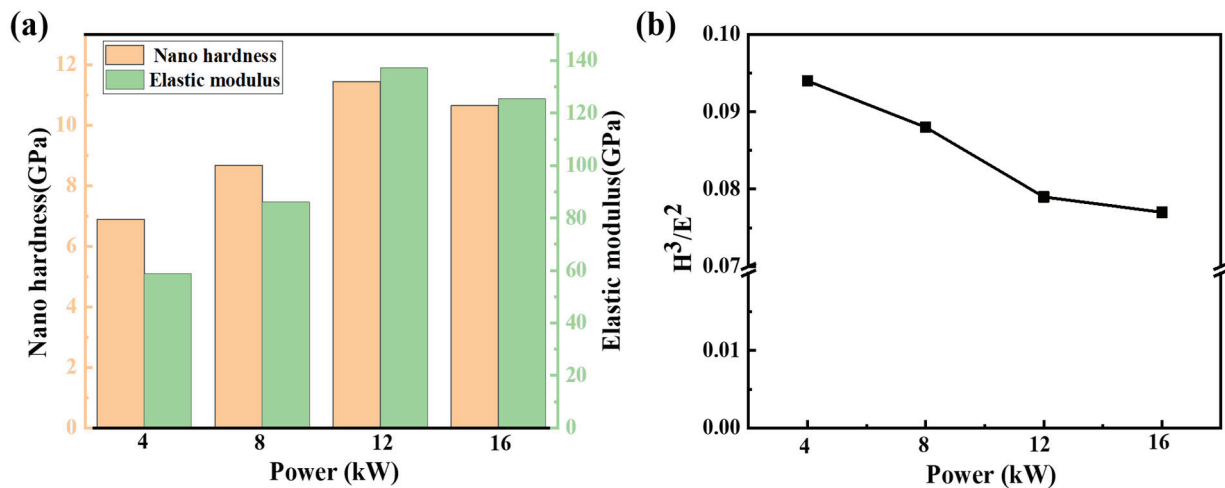 (a)
Nano hardness
Elastic modulus
Nano hardness(GPa)
12
10
8
6
4
2
0
Elastic modulus(GPa)
140
120
100
80
60
40
20
0
4 8 12 16
Power (kW)
(b)
H³/E²
0.10
0.09
0.08
0.07
0.01
0.00
4 8 12 16
Power (kW)